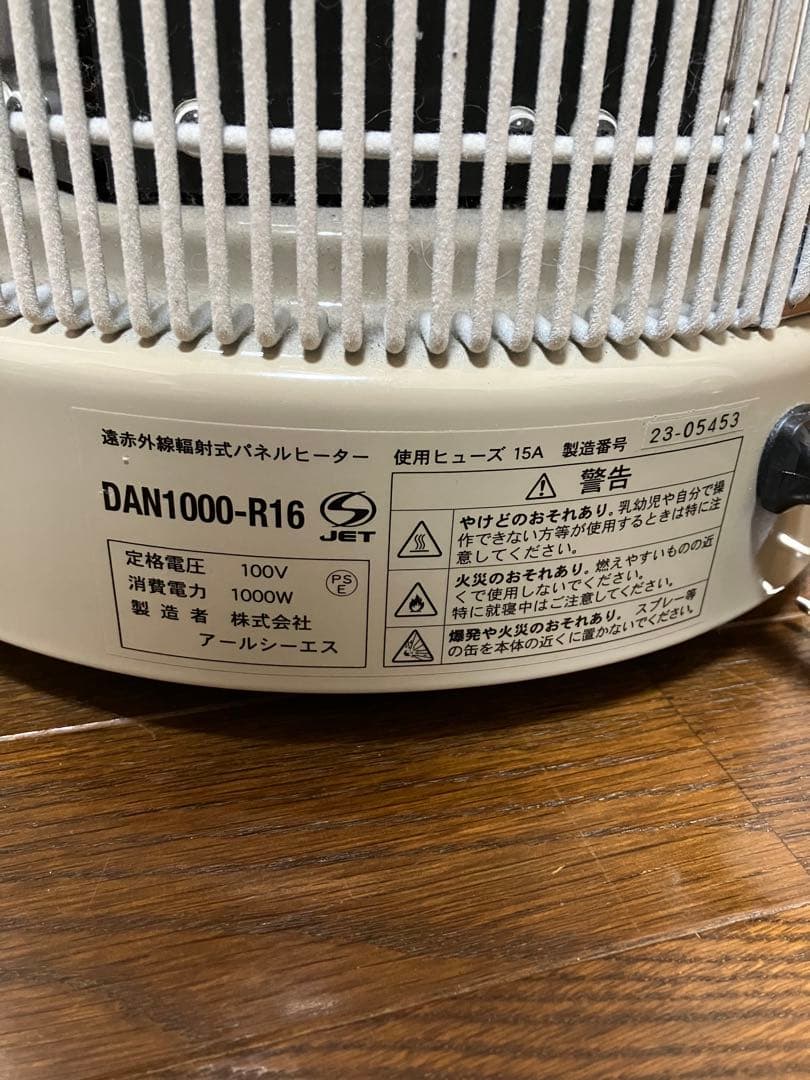 遠赤外線輻射式パネルヒーター 使用ヒューズ 15A 製造番号 23-05453
DAN1000-R16
S JET
定格電圧 100V
消費電力 1000W
製造者 株式会社
アールシーエス
PS
E
警告
やけどのおそれあり。乳幼児や自分で操
作できない方等が使用するときは特に注
意してください。
火災のおそれあり。燃えやすいものの近
くで使用しないでください。
特に就寝中はご注意してください。
爆発や火災のおそれあり。 スプレー等
の缶を本体の近くに置かないでください。